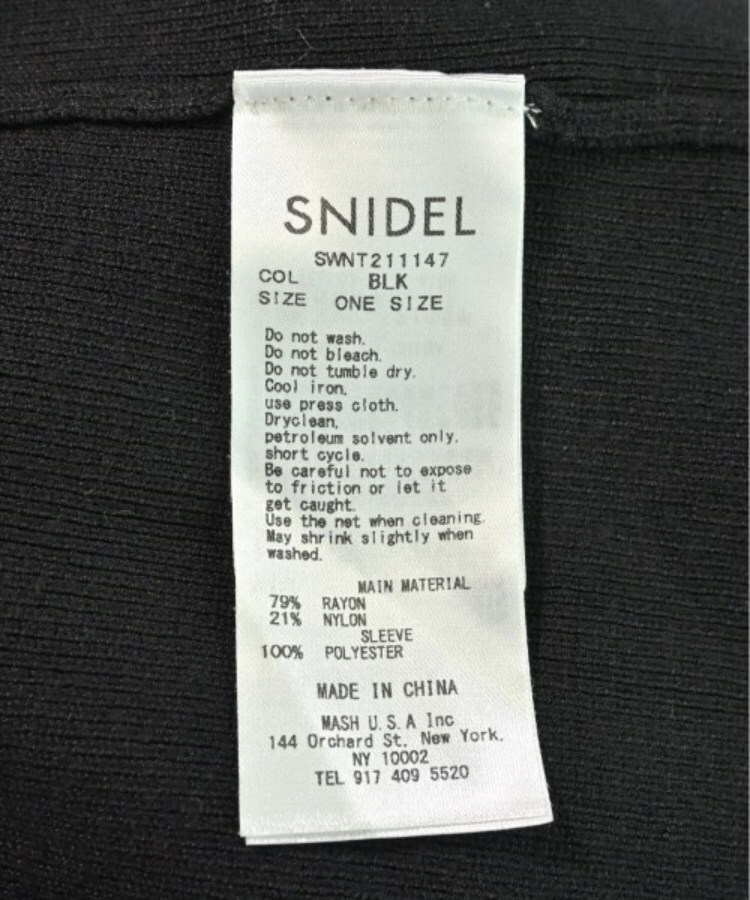 SNIDEL
SWNT211147
COL BLK
SIZE ONE SIZE
Do not wash.
Do not bleach.
Do not tumble dry.
Cool iron,
use press cloth.
Dryclean,
petroleum solvent only,
short cycle.
Be careful not to expose
to friction or let it
get caught.
Use the net when cleaning.
May shrink slightly when
washed.
MAIN MATERIAL
79% RAYON
21% NYLON
SLEEVE
100% POLYESTER
MADE IN CHINA
MASH U.S.A Inc
144 Orchard St. New York.
NY 10002
TEL 917 409 5520